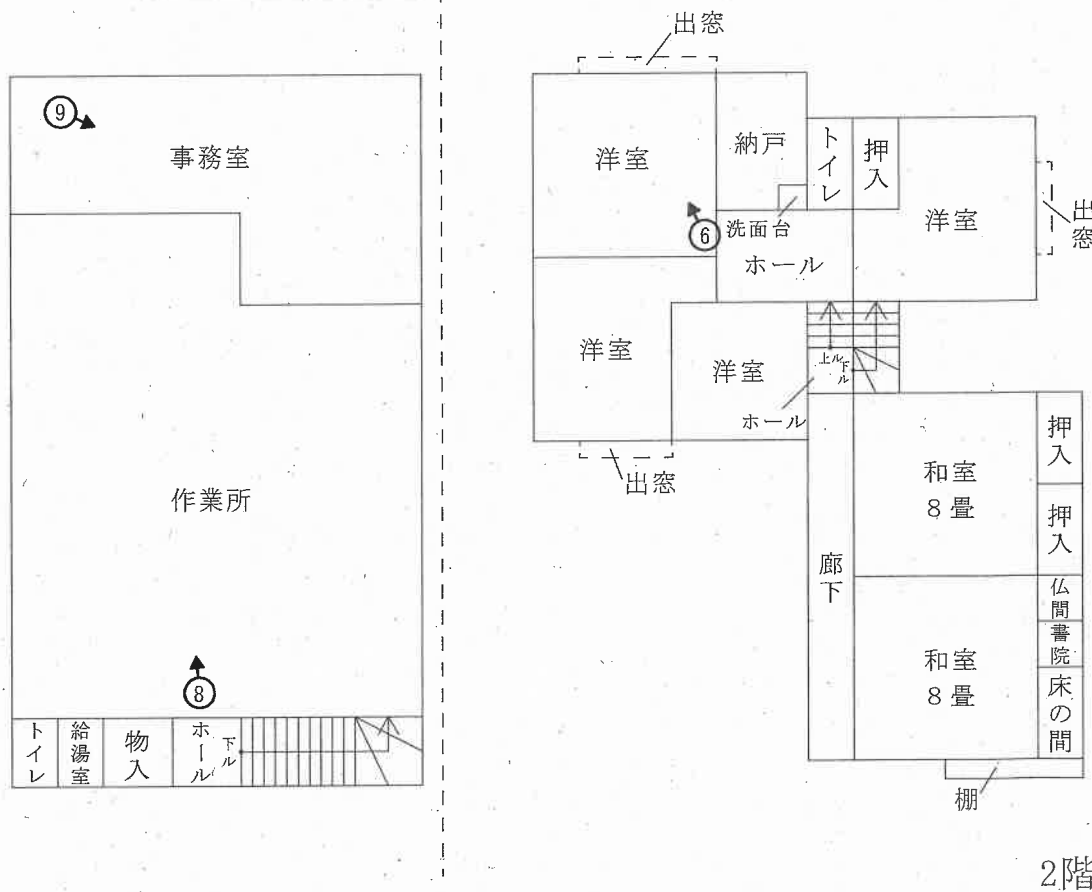 ⑨
事務室
作業所
⑧
トイレ
給湯室
物入
ホール
下ル
出窓
洋室
納戸
トイレ
押入
洋室
出窓
⑥
洗面台
ホール
洋室
洋室
上ル
下ル
ホール
出窓
和室
8畳
押入
押入
廊下
和室
8畳
仏間
書院
床の間
棚
2階